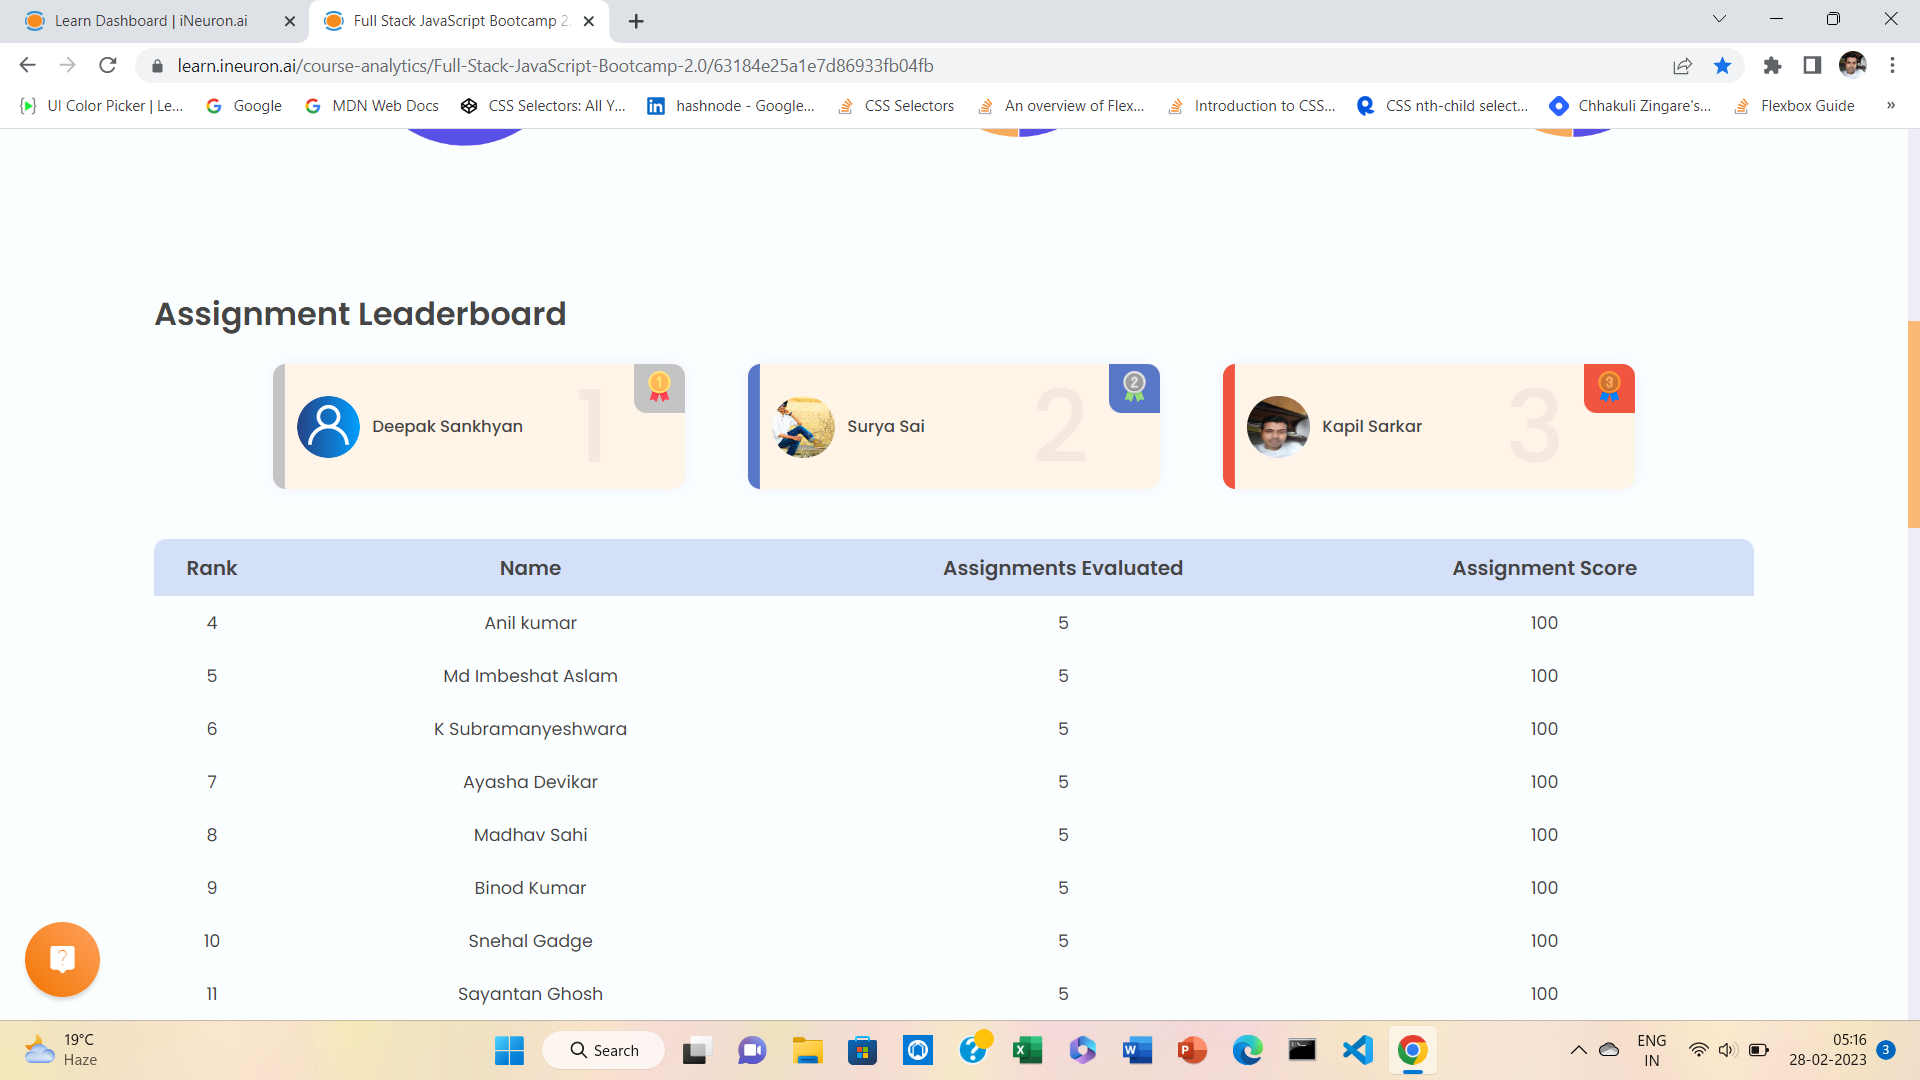 Learn Dashboard | iNeuron.ai
Full Stack JavaScript Bootcamp 2
learn.ineuron.ai/course-analytics/Full-Stack-JavaScript-Bootcamp-2.0/63184e25a1e7d86933fb04fb
UI Color Picker | Le... Google MDN Web Docs CSS Selectors: All Y... hashnode - Google... CSS Selectors An overview of Flex... Introduction to CSS... CSS nth-child select... Chhakuli Zingare's... Flexbox Guide »
Assignment Leaderboard
Deepak Sankhyan 1 1
Surya Sai 2 2
Kapil Sarkar 3 3
Rank Name Assignments Evaluated Assignment Score
4 Anil kumar 5 100
5 Md Imbeshat Aslam 5 100
6 K Subramanyeshwara 5 100
7 Ayasha Devikar 5 100
8 Madhav Sahi 5 100
9 Binod Kumar 5 100
10 Snehal Gadge 5 100
11 Sayantan Ghosh 5 100
19°C
Haze
Search
ENG
IN
05:16
28-02-2023
3